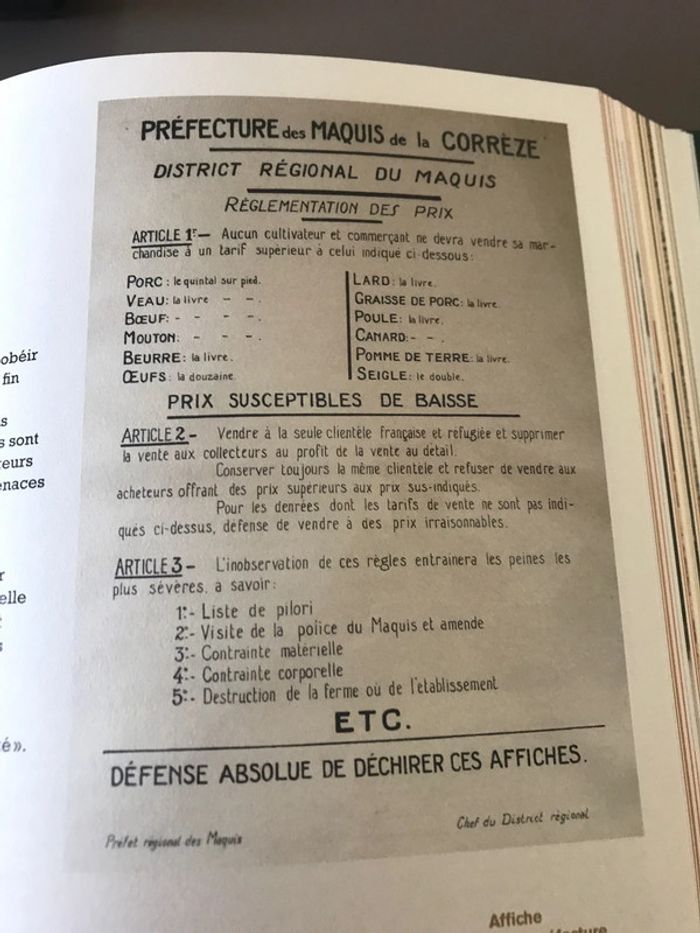 PRÉFECTURE des MAQUIS de la CORRÈZE
DISTRICT RÉGIONAL DU MAQUIS
RÈGLEMENTATION DES PRIX
ARTICLE 1r— Aucun cultivateur et commerçant ne devra vendre sa mar-
chandise à un tarif supérieur à celui indiqué ci-dessous:
PORC: le quintal sur pied.
VEAU: la livre - -.
BŒUF: - - - -.
MOUTON: - - -.
BEURRE: la livre.
ŒUFS: la douzaine.
LARD: la livre.
GRAISSE DE PORC: la livre.
POULE: la livre.
CANARD: - -.
POMME DE TERRE: la livre.
SEIGLE: le double.
PRIX SUSCEPTIBLES DE BAISSE
ARTICLE 2- Vendre à la seule clientèle française et réfugiée et supprimer
la vente aux collecteurs au profit de la vente au détail.
Conserver toujours la même clientèle et refuser de vendre aux
acheteurs offrant des prix supérieurs aux prix sus-indiqués.
Pour les denrées dont les tarifs de vente ne sont pas indi-
qués ci-dessus, défense de vendre à des prix irraisonnables.
ARTICLE 3- L'inobservation de ces règles entrainera les peines les
plus sévères, a savoir:
1°- Liste de pilori
2°- Visite de la police du Maquis et amende
3°- Contrainte matérielle
4°- Contrainte corporelle
5°- Destruction de la ferme où de l'établissement
ETC.
DÉFENSE ABSOLUE DE DÉCHIRER CES AFFICHES.
Préfet régional des Maquis
Chef du District régional
obéir
fin
s
s sont
teurs
enaces
r
elle
t
s
té».
Affiche